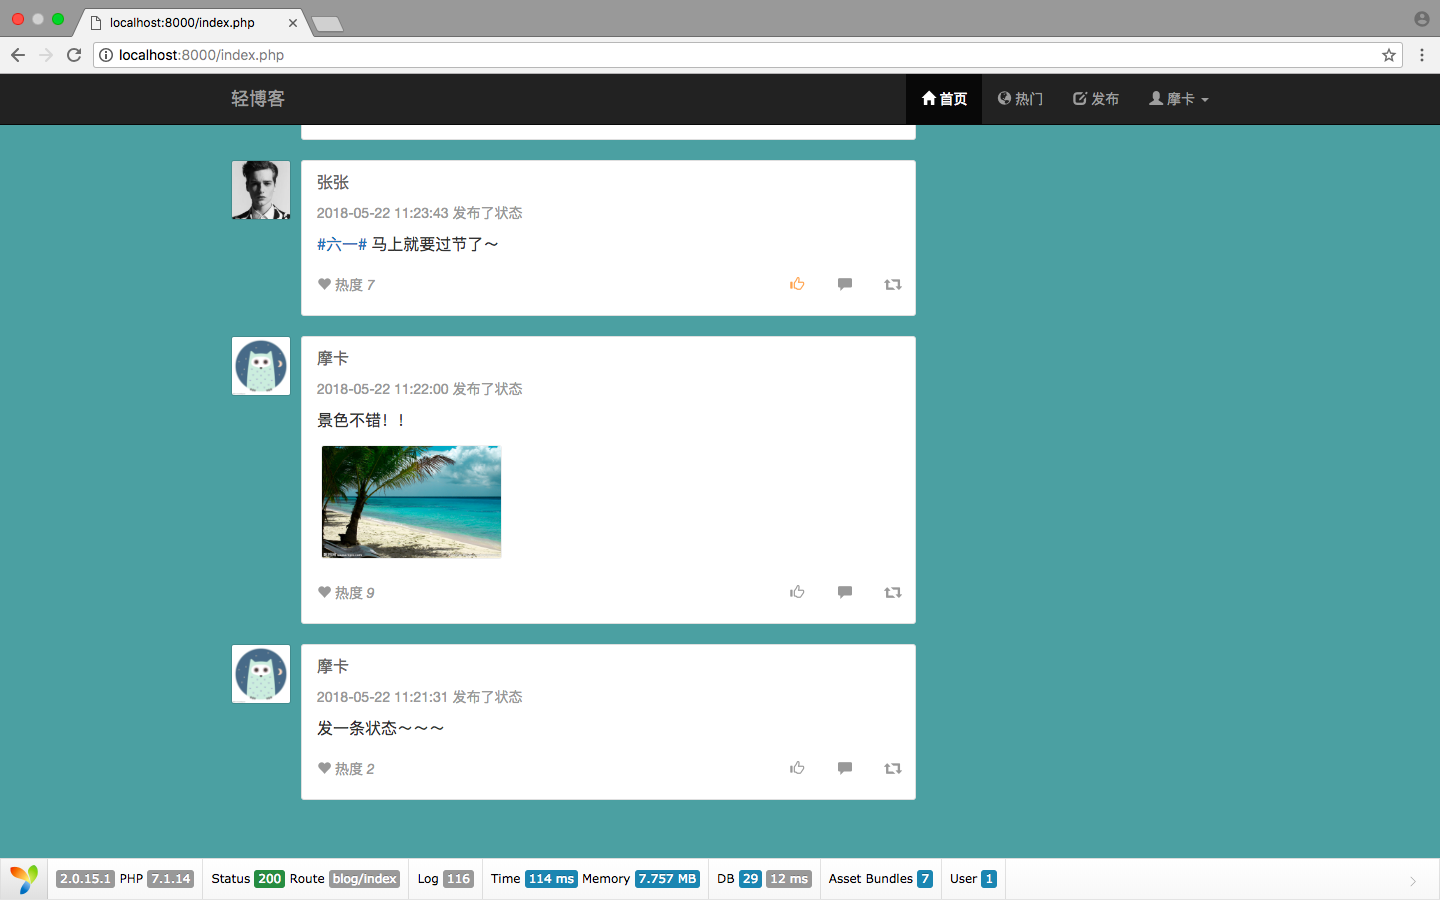 localhost:8000/index.php
localhost:8000/index.php
轻博客
首页
热门
发布
摩卡
张张
2018-05-22 11:23:43 发布了状态
#六一# 马上就要过节了～
热度 7
摩卡
2018-05-22 11:22:00 发布了状态
景色不错！！
热度 9
摩卡
2018-05-22 11:21:31 发布了状态
发一条状态～～～
热度 2
2.0.15.1 PHP 7.1.14 Status 200 Route blog/index Log 116 Time 114 ms Memory 7.757 MB DB 29 12 ms Asset Bundles 7 User 1